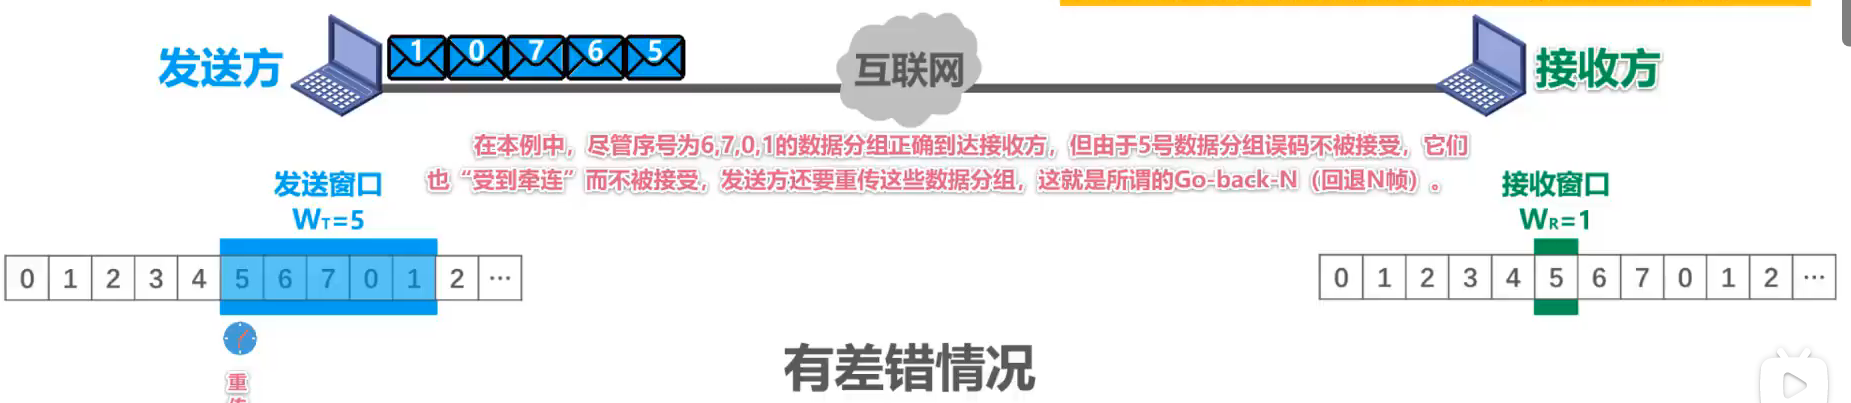 发送方
1 0 7 6 5
互联网
接收方
在本例中，尽管序号为6,7,0,1的数据分组正确到达接收方，但由于5号数据分组误码不被接受，它们
也“受到牵连”而不被接受，发送方还要重传这些数据分组，这就是所谓的Go-back-N（回退N帧）。
发送窗口
WT=5
接收窗口
WR=1
0 1 2 3 4 5 6 7 0 1 2 …
0 1 2 3 4 5 6 7 0 1 2 …
有差错情况
重